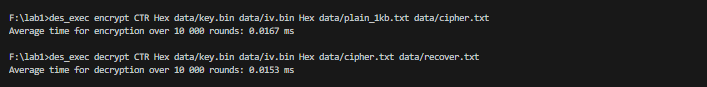 F:\lab1>des_exec encrypt CTR Hex data/key.bin data/iv.bin Hex data/plain_1kb.txt data/cipher.txt
Average time for encryption over 10 000 rounds: 0.0167 ms
F:\lab1>des_exec decrypt CTR Hex data/key.bin data/iv.bin Hex data/cipher.txt data/recover.txt
Average time for decryption over 10 000 rounds: 0.0153 ms